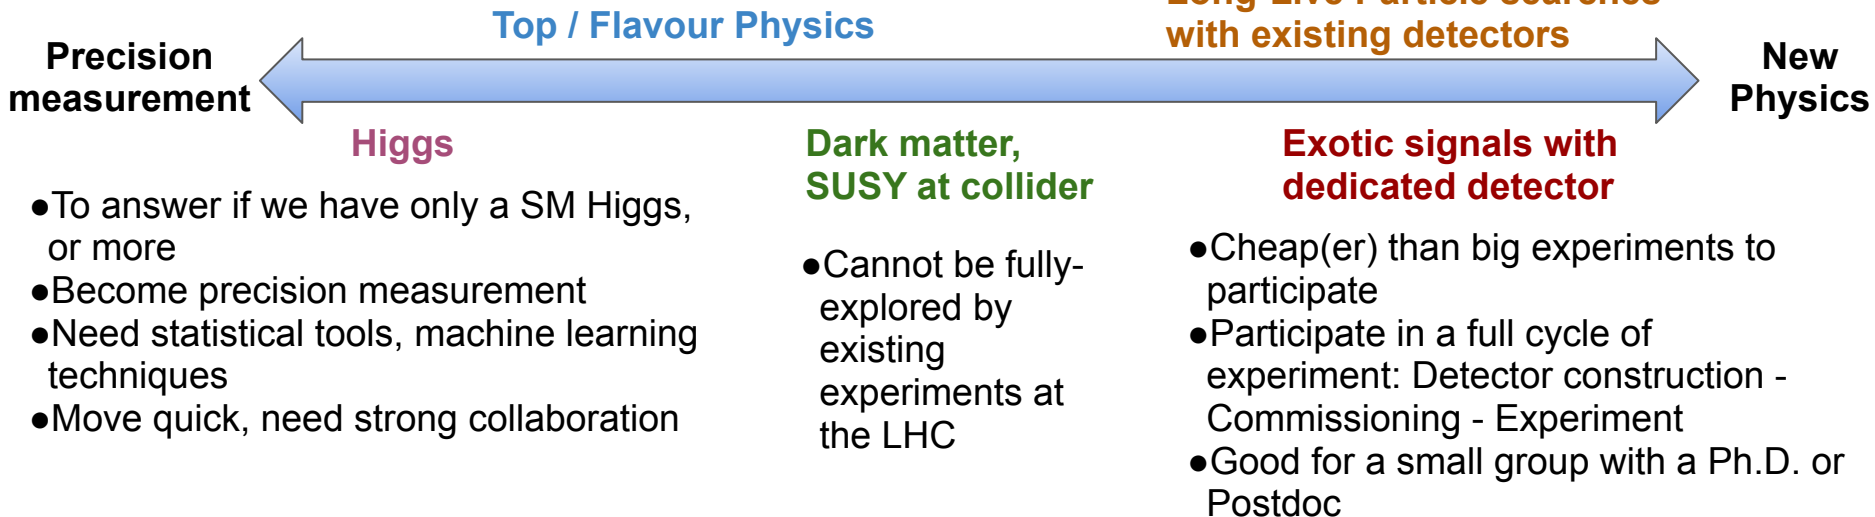 Top / Flavour Physics
Long-Live Particle searches
with existing detectors
Precision
measurement
New
Physics
Higgs
●To answer if we have only a SM Higgs,
or more
●Become precision measurement
●Need statistical tools, machine learning
techniques
●Move quick, need strong collaboration
Dark matter,
SUSY at collider
●Cannot be fully-
explored by
existing
experiments at
the LHC
Exotic signals with
dedicated detector
●Cheap(er) than big experiments to
participate
●Participate in a full cycle of
experiment: Detector construction -
Commissioning - Experiment
●Good for a small group with a Ph.D. or
Postdoc